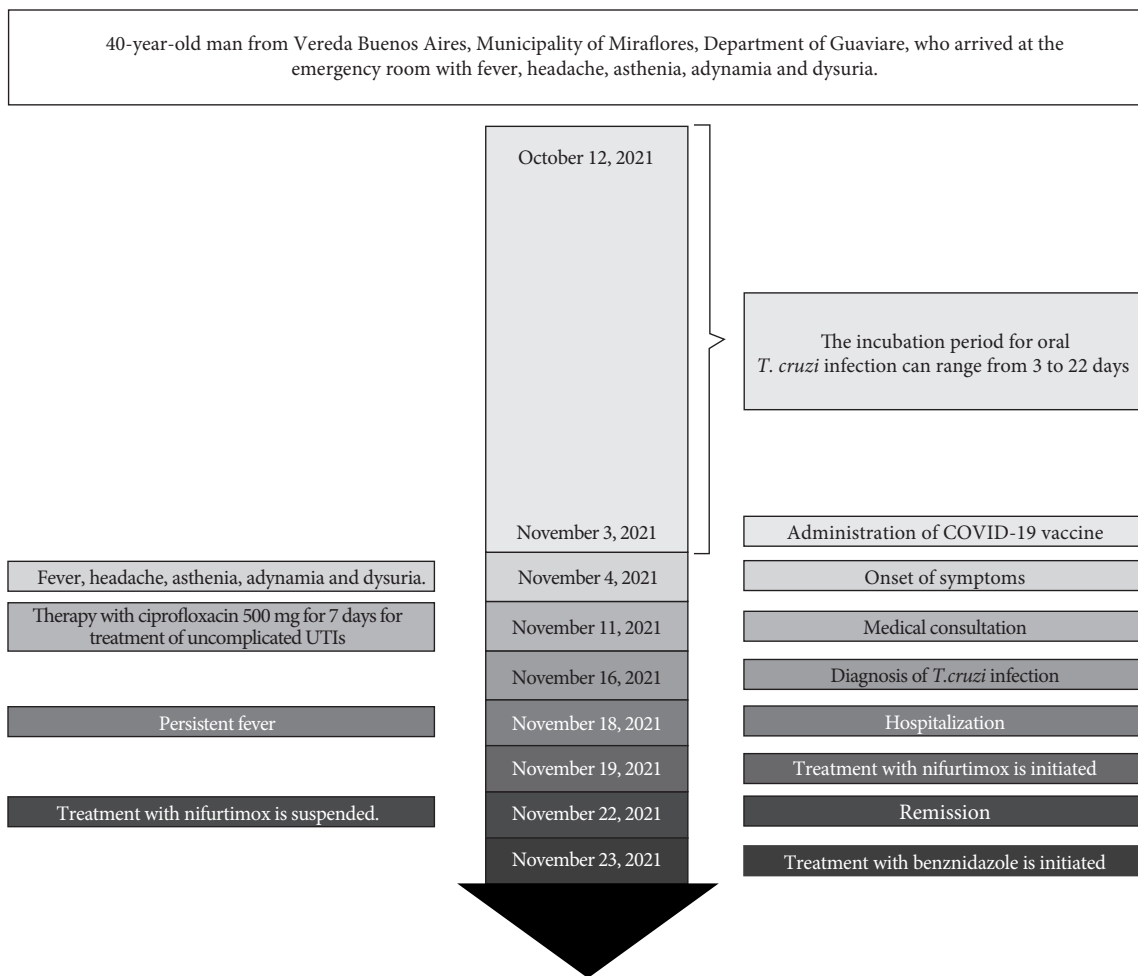 40-year-old man from Vereda Buenos Aires, Municipality of Miraflores, Department of Guaviare, who arrived at the
emergency room with fever, headache, asthenia, adynamia and dysuria.
October 12, 2021
The incubation period for oral
T. cruzi infection can range from 3 to 22 days
November 3, 2021
Administration of COVID-19 vaccine
Fever, headache, asthenia, adynamia and dysuria.
November 4, 2021
Onset of symptoms
Therapy with ciprofloxacin 500 mg for 7 days for
treatment of uncomplicated UTIs
November 11, 2021
Medical consultation
November 16, 2021
Diagnosis of T.cruzi infection
Persistent fever
November 18, 2021
Hospitalization
November 19, 2021
Treatment with nifurtimox is initiated
Treatment with nifurtimox is suspended.
November 22, 2021
Remission
November 23, 2021
Treatment with benznidazole is initiated